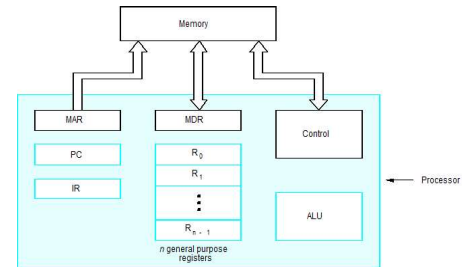 Memory
MAR
MDR
Control
PC
R0
IR
R1
Processor
ALU
Rn - 1
n general purpose
registers